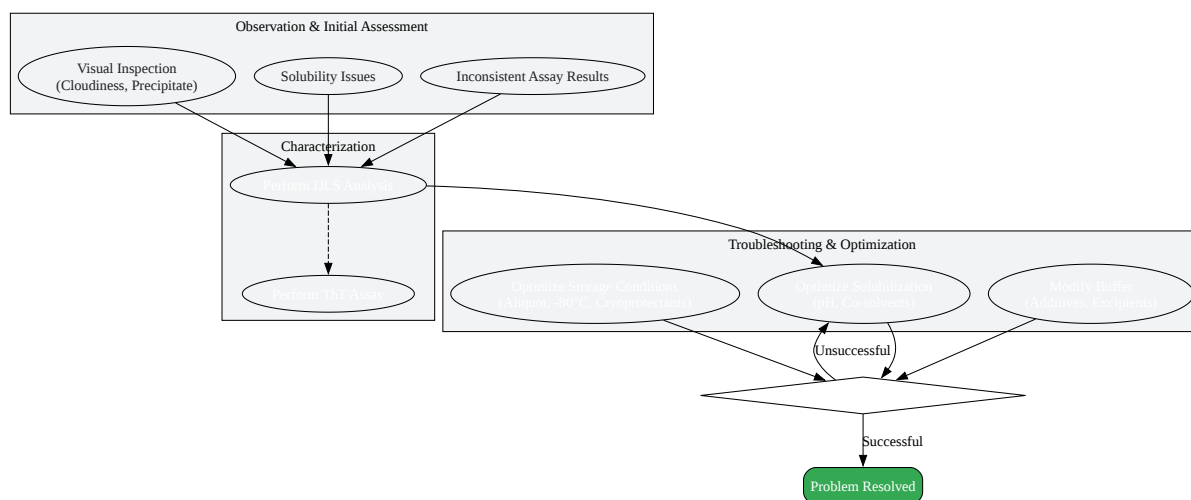 Observation & Initial Assessment
Visual Inspection
(Cloudiness, Precipitate)
Solubility Issues
Inconsistent Assay Results
Characterization
Perform DLS Analysis
Perform ThT Assay
Troubleshooting & Optimization
Optimize Storage Conditions
(Aliquot, -80°C, Cryoprotectants)
Optimize Solubilization
(pH, Co-solvents)
Modify Buffer
(Additives, Excipients)
Unsuccessful
Successful
Problem Resolved